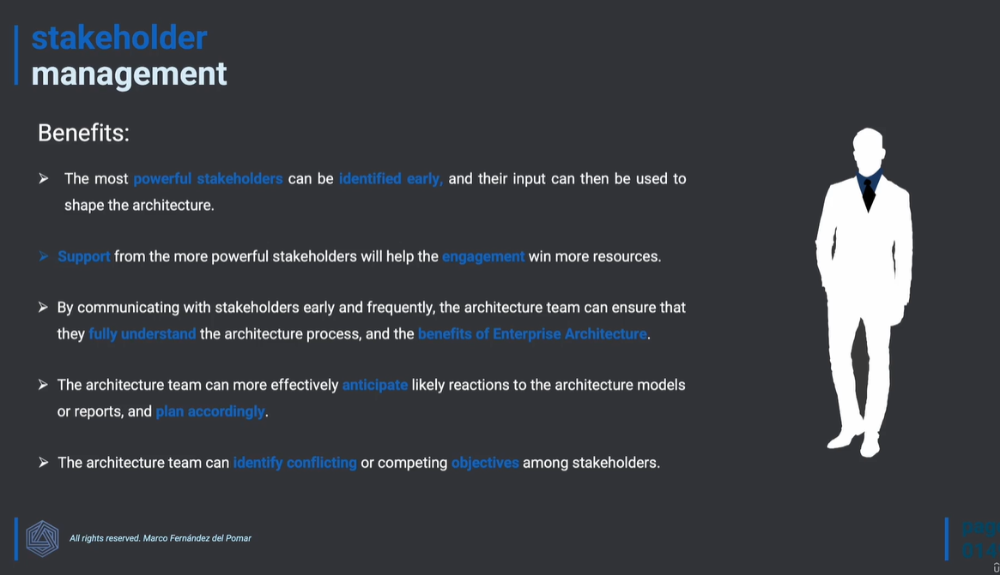 stakeholder
management
Benefits:
The most powerful stakeholders can be identified early, and their input can then be used to
shape the architecture.
Support from the more powerful stakeholders will help the engagement win more resources.
By communicating with stakeholders early and frequently, the architecture team can ensure that
they fully understand the architecture process, and the benefits of Enterprise Architecture.
The architecture team can more effectively anticipate likely reactions to the architecture models
or reports, and plan accordingly.
The architecture team can identify conflicting or competing objectives among stakeholders.
All rights reserved. Marco Fernández del Pomar